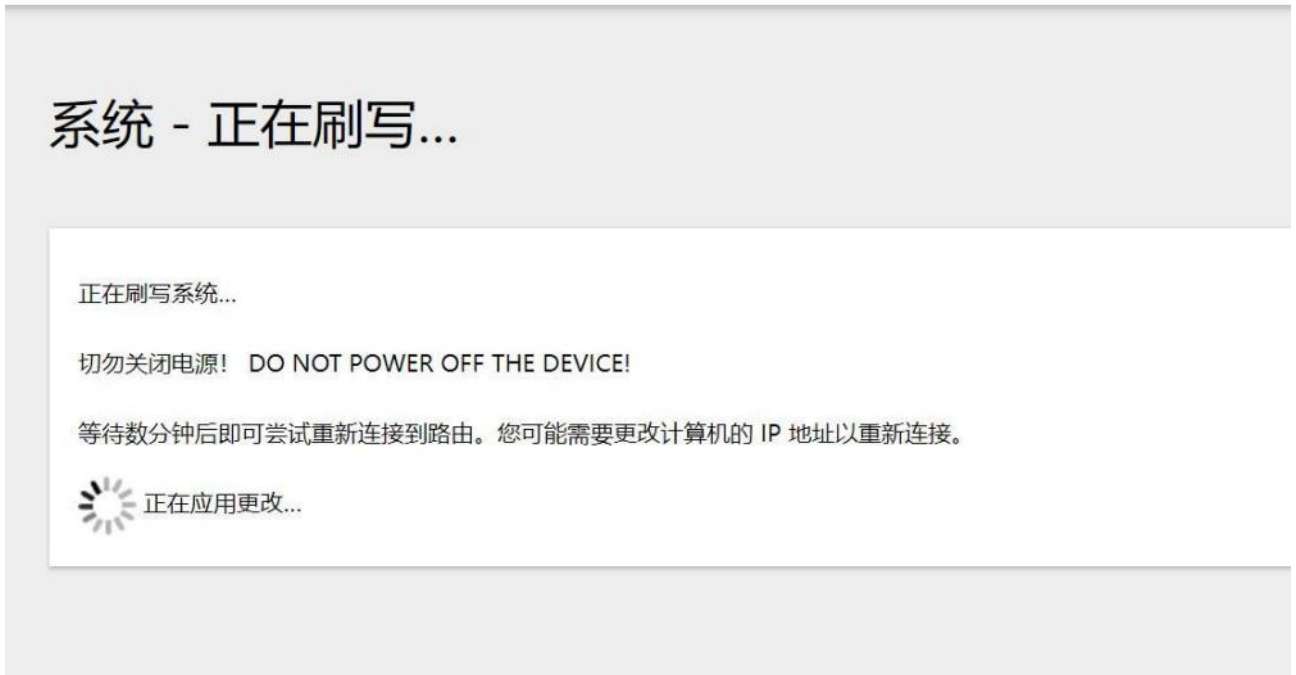 系统 - 正在刷写...
正在刷写系统...
切勿关闭电源! DO NOT POWER OFF THE DEVICE!
等待数分钟后即可尝试重新连接到路由。您可能需要更改计算机的 IP 地址以重新连接。
正在应用更改...